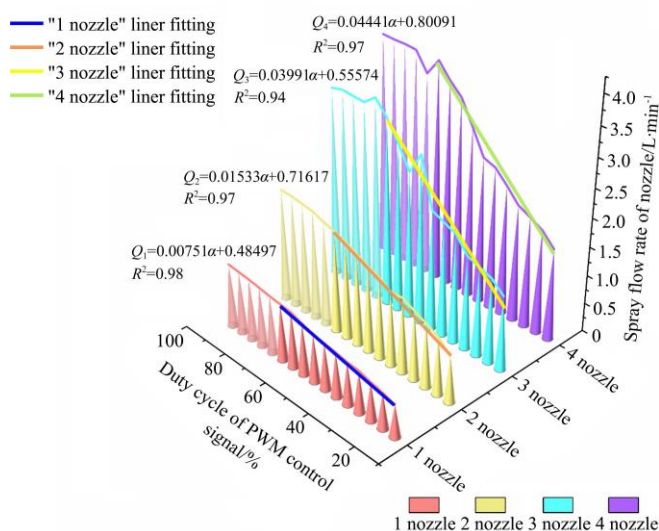 "1 nozzle" liner fitting
"2 nozzle" liner fitting
"3 nozzle" liner fitting
"4 nozzle" liner fitting
Q₄=0.04441α+0.80091
R²=0.97
Q₃=0.03991α+0.55574
R²=0.94
Q₂=0.01533α+0.71617
R²=0.97
Q₁=0.00751α+0.48497
R²=0.98
4.0
3.5
3.0
2.5
2.0
1.5
1.0
0.5
0
Spray flow rate of nozzle/L·min⁻¹
100
80
60
40
20
Duty cycle of PWM control
signal/%
1 nozzle
2 nozzle
3 nozzle
4 nozzle
1 nozzle 2 nozzle 3 nozzle 4 nozzle